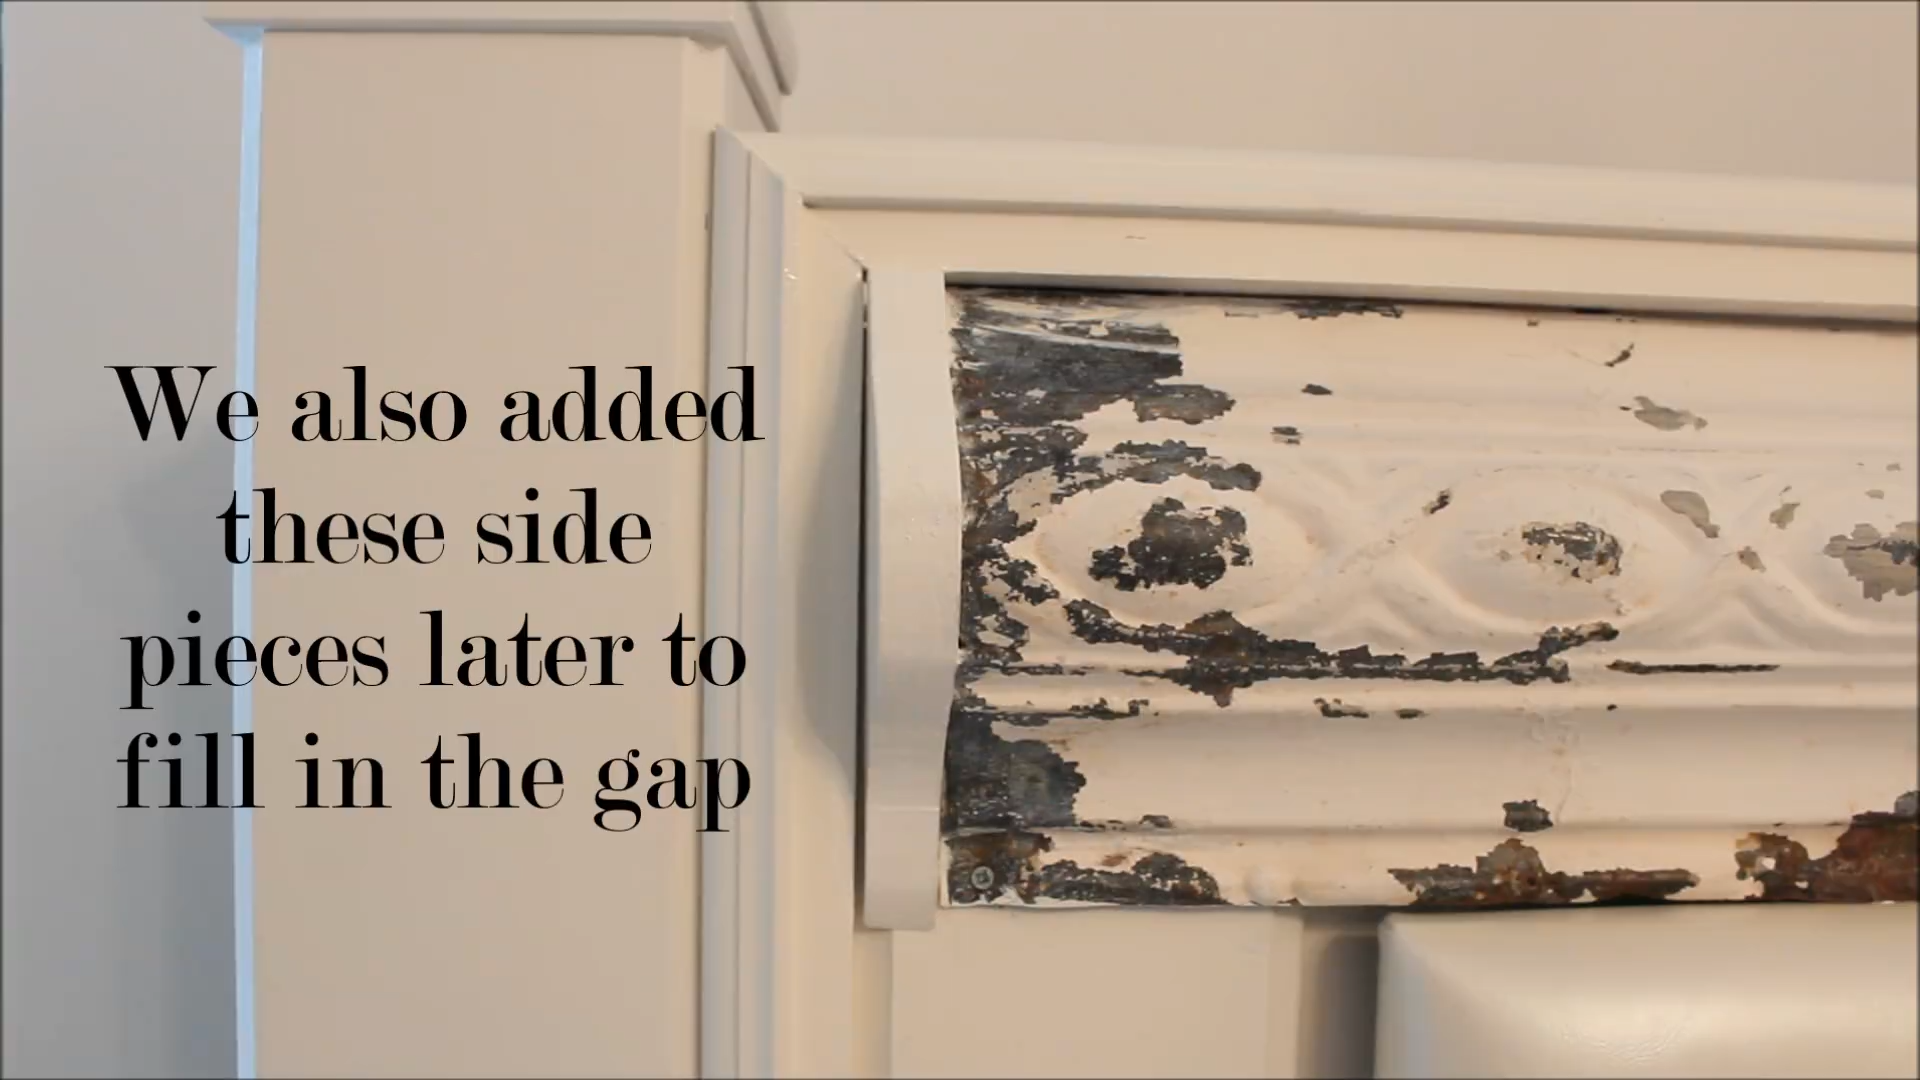 We also added
these side
pieces later to
fill in the gap